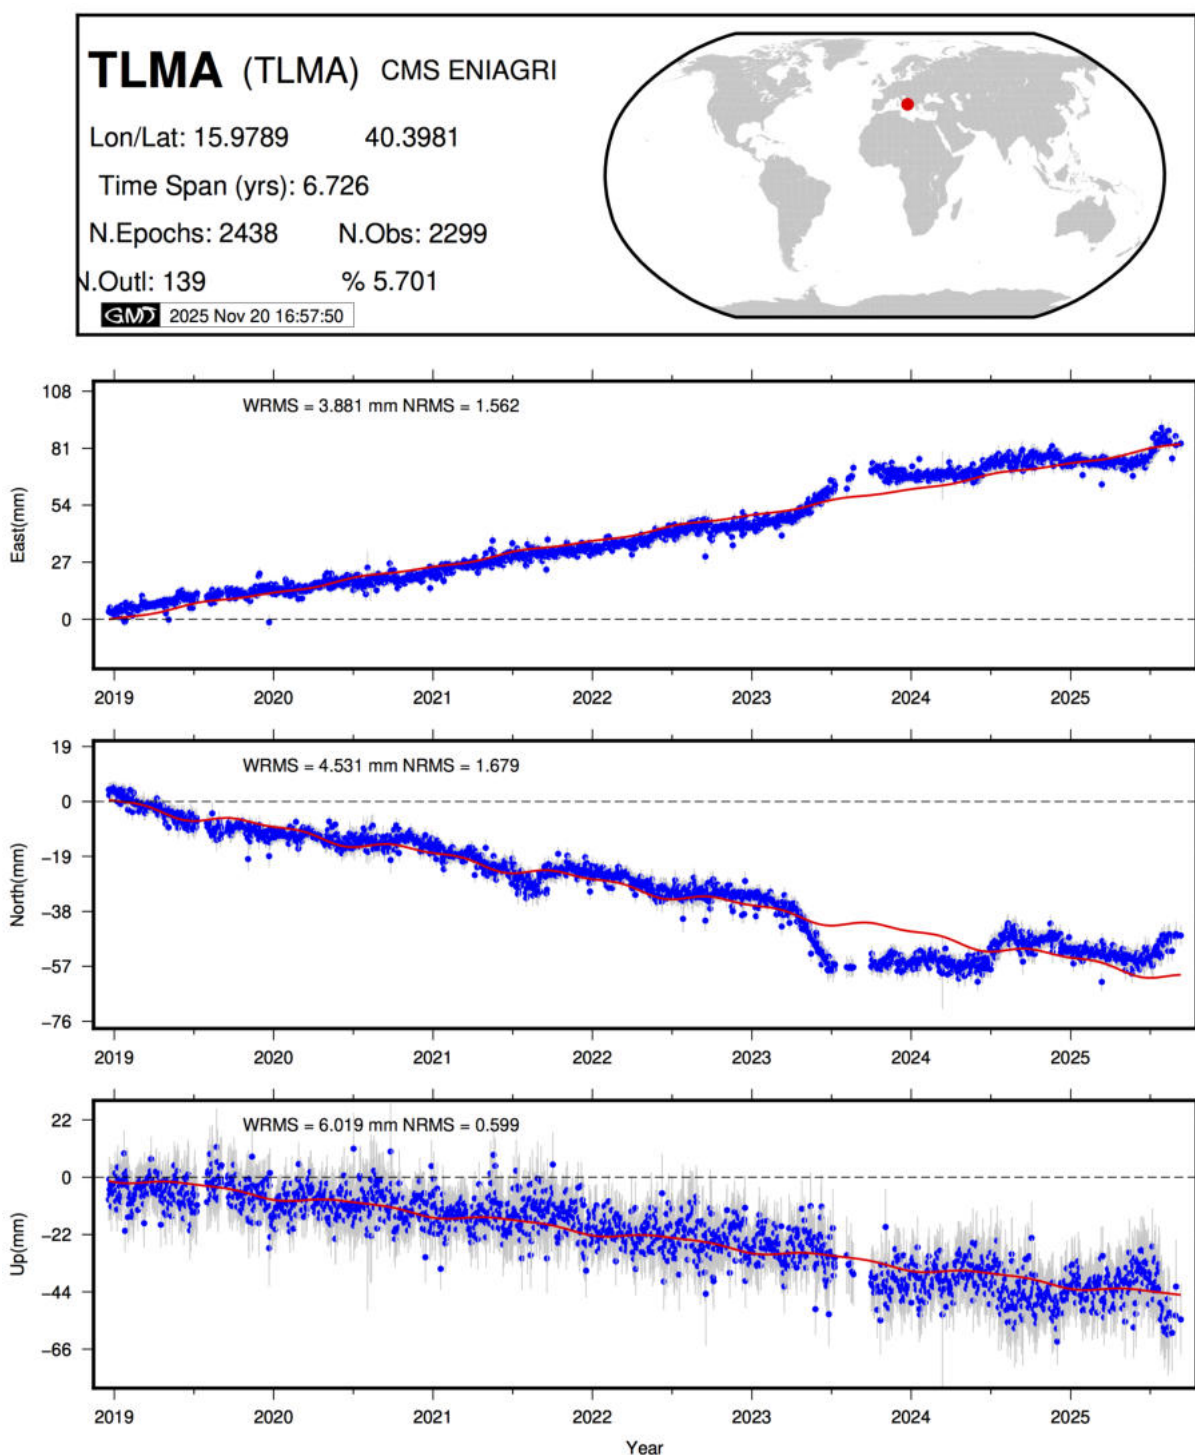 TLMA (TLMA) CMS ENIAGRI
Lon/Lat: 15.9789 40.3981
Time Span (yrs): 6.726
N.Epochs: 2438 N.Obs: 2299
N.Outl: 139 % 5.701
GMT 2025 Nov 20 16:57:50
WRMS = 3.881 mm NRMS = 1.562
108
81
54
27
0
East(mm)
2019 2020 2021 2022 2023 2024 2025
WRMS = 4.531 mm NRMS = 1.679
19
0
−19
−38
−57
−76
North(mm)
2019 2020 2021 2022 2023 2024 2025
WRMS = 6.019 mm NRMS = 0.599
22
0
−22
−44
−66
Up(mm)
2019 2020 2021 2022 2023 2024 2025
Year